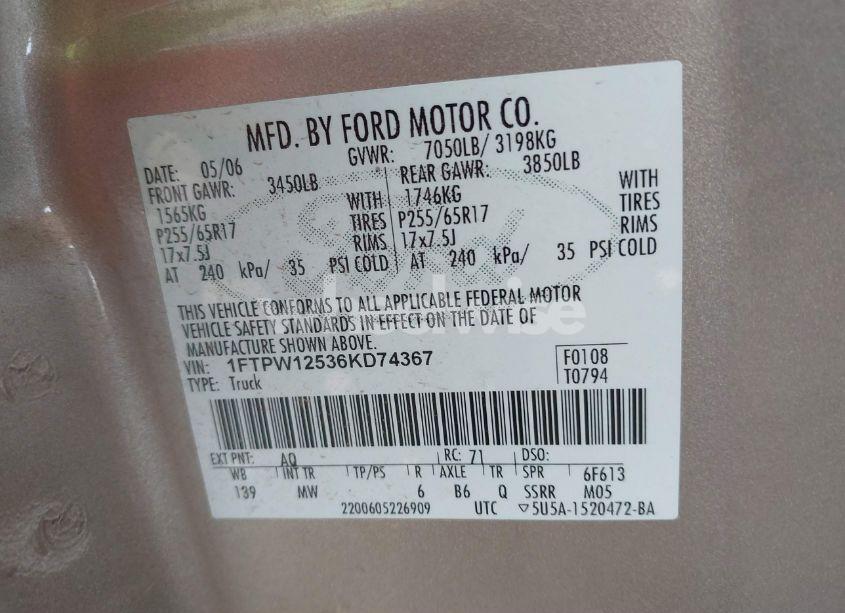 MFD. BY FORD MOTOR CO.
DATE: 05/06 GVWR: 7050LB/ 3198KG
FRONT GAWR: 3450LB REAR GAWR: 3850LB
1565KG WITH 1746KG WITH
P255/65R17 TIRES P255/65R17 TIRES
17x7.5J RIMS 17x7.5J RIMS
AT 240 kPa/ 35 PSI COLD AT 240 kPa/ 35 PSI COLD
THIS VEHICLE CONFORMS TO ALL APPLICABLE FEDERAL MOTOR
VEHICLE SAFETY STANDARDS IN EFFECT ON THE DATE OF
MANUFACTURE SHOWN ABOVE.
VIN: 1FTPW12536KD74367 F0108
TYPE: Truck T0794
EXT PNT: AQ RC: 71 DSO:
WB INT TR TP/PS R AXLE TR SPR 6F613
139 MW 6 B6 Q SSRR M05
2200605226909 UTC ▽5U5A-1520472-BA